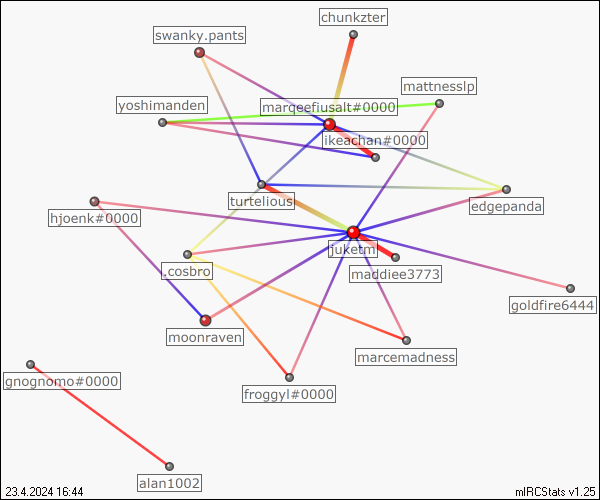 chunkzter
swanky.pants
mattnesslp
yoshimanden
marqeefiusalt#0000
ikeachan#0000
turtelious
edgepanda
hjoenk#0000
juketm
.cosbro
maddiee3773
goldfire6444
moonraven
marcemadness
gnognomo#0000
froggyl#0000
alan1002
23.4.2024 16:44
mIRCStats v1.25